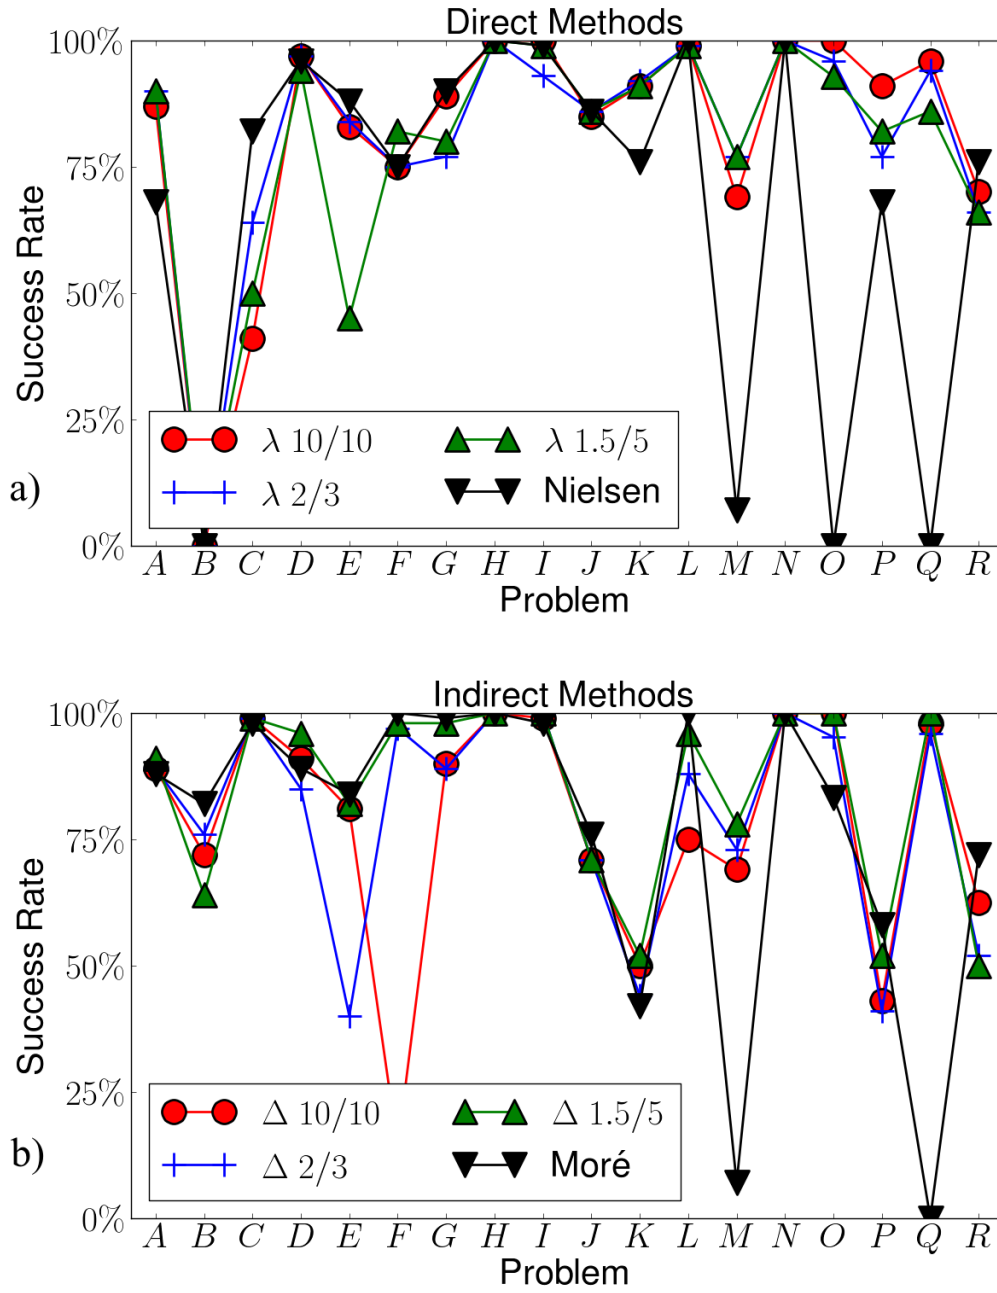 Direct Methods
100%
75%
50%
25%
0%
Success Rate
λ 10/10
λ 1.5/5
λ 2/3
Nielsen
a)
A B C D E F G H I J K L M N O P Q R
Problem
Indirect Methods
100%
75%
50%
25%
0%
Success Rate
Δ 10/10
Δ 1.5/5
Δ 2/3
Moré
b)
A B C D E F G H I J K L M N O P Q R
Problem